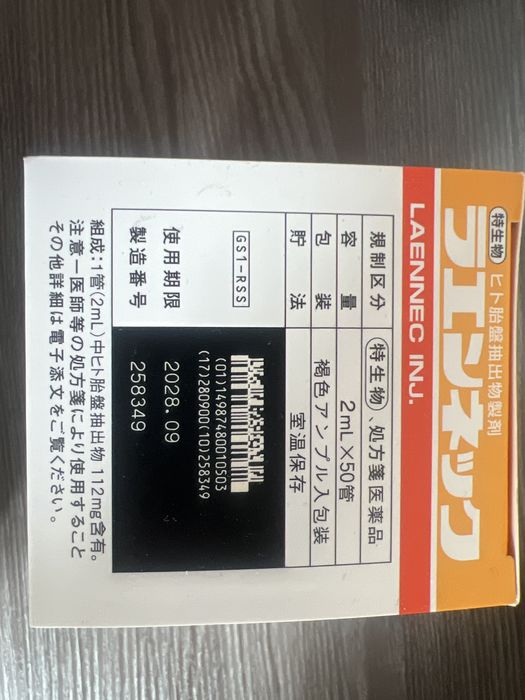 特生物 ヒト胎盤抽出物製剤
ラエンネック
LAENNEC INJ.
規制区分 特生物、処方箋医薬品
容量 2mL×50管
包装 褐色アンプル入包装
貯法 室温保存
GS1-RSS
(01)14987480010503
(17)280900(10)258349
使用期限 2028.09
製造番号 258349
組成:1管(2mL)中ヒト胎盤抽出物 112mg含有。
注意-医師等の処方箋により使用すること
その他詳細は電子添文をご覧ください。